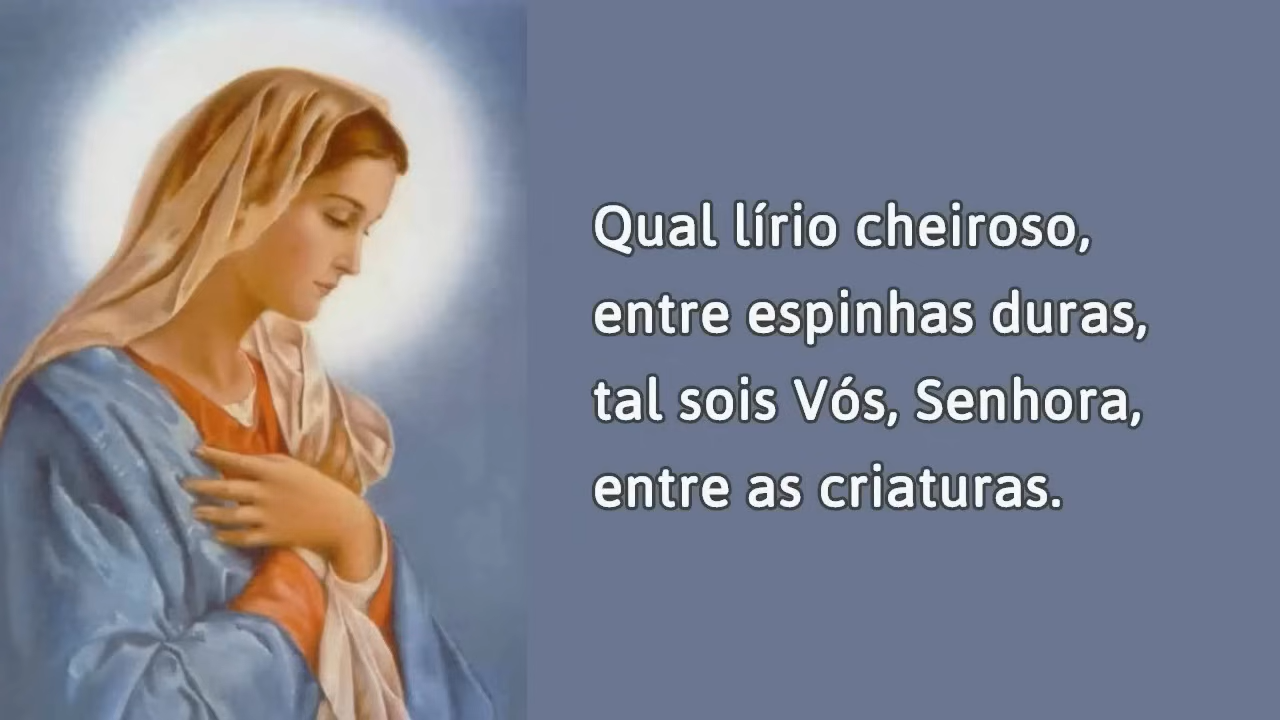 Qual lírio cheiroso,
entre espinhas duras,
tal sois Vós, Senhora,
entre as criaturas.